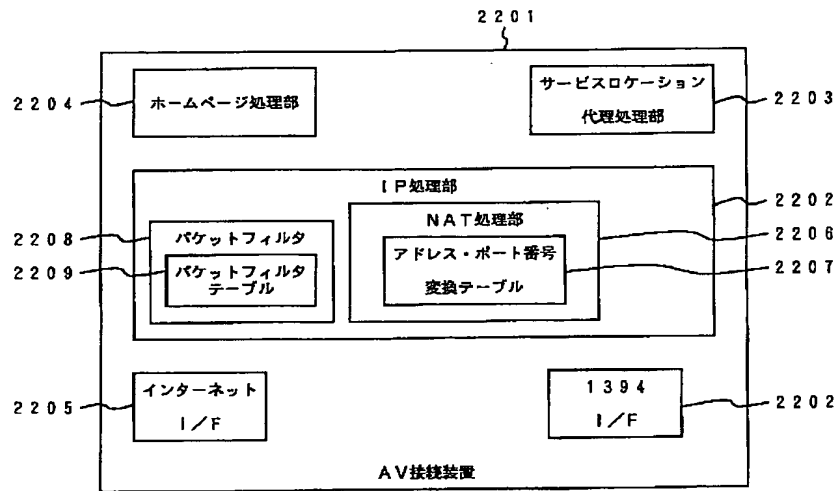 2201
2204
ホームページ処理部
サービスロケーション
代理処理部
2203
IP処理部
2202
NAT処理部
2208
パケットフィルタ
2206
2209
パケットフィルタ
テーブル
アドレス・ポート番号
変換テーブル
2207
2205
インターネット
I/F
1394
I/F
2202
AV接続装置